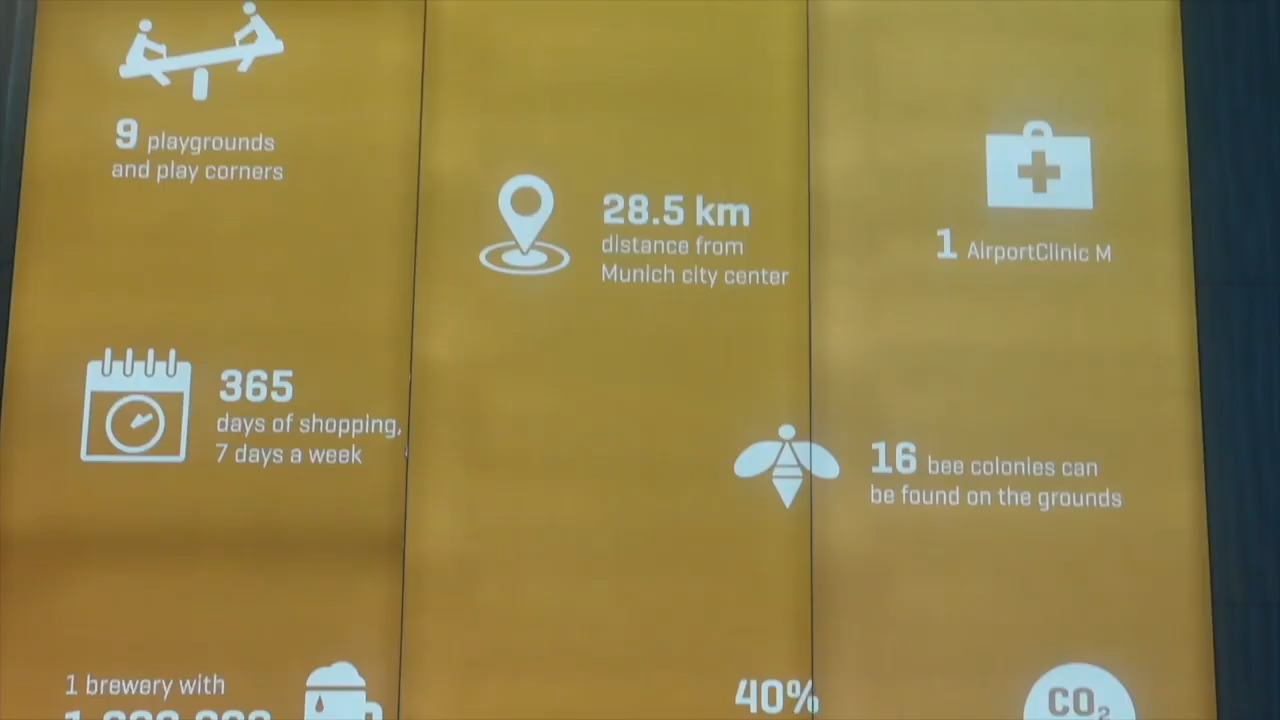 9 playgrounds
and play corners
28.5 km
distance from
Munich city center
1 AirportClinic M
365
days of shopping,
7 days a week
16 bee colonies can
be found on the grounds
1 brewery with
40%
CO₂